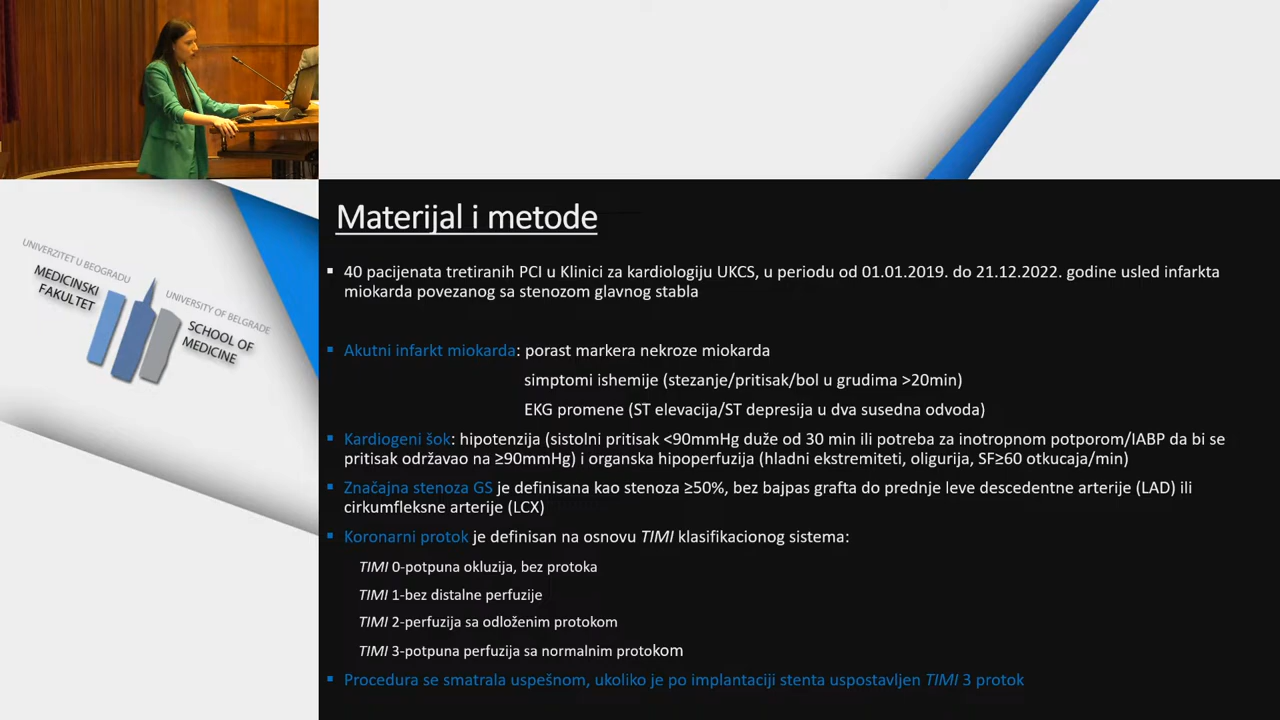 UNIVERZITET U BEOGRADU
MEDICINSKI
FAKULTET
UNIVERSITY OF BELGRADE
SCHOOL OF
MEDICINE
Materijal i metode
40 pacijenata tretiranih PCI u Klinici za kardiologiju UKCS, u periodu od 01.01.2019. do 21.12.2022. godine usled infarkta
miokarda povezanog sa stenozom glavnog stabla
Akutni infarkt miokarda: porast markera nekroze miokarda
simptomi ishemije (stezanje/pritisak/bol u grudima >20min)
EKG promene (ST elevacija/ST depresija u dva susedna odvoda)
Kardiogeni šok: hipotenzija (sistolni pritisak <90mmHg duže od 30 min ili potreba za inotropnom potporom/IABP da bi se
pritisak održavao na ≥90mmHg) i organska hipoperfuzija (hladni ekstremiteti, oligurija, SF≥60 otkucaja/min)
Značajna stenoza GS je definisana kao stenoza ≥50%, bez bajpas grafta do prednje leve descedentne arterije (LAD) ili
cirkumfleksne arterije (LCX)
Koronarni protok je definisan na osnovu TIMI klasifikacionog sistema:
TIMI 0-potpuna okluzija, bez protoka
TIMI 1-bez distalne perfuzije
TIMI 2-perfuzija sa odloženim protokom
TIMI 3-potpuna perfuzija sa normalnim protokom
Procedura se smatrala uspešnom, ukoliko je po implantaciji stenta uspostavljen TIMI 3 protok